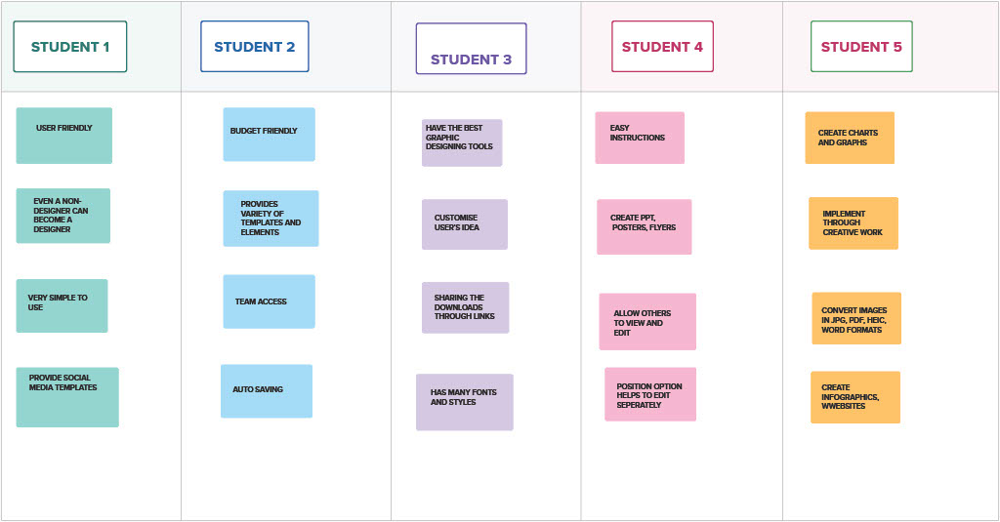 STUDENT 1
STUDENT 2
STUDENT 3
STUDENT 4
STUDENT 5
USER FRIENDLY
EVEN A NON-
DESIGNER CAN
BECOME A
DESIGNER
VERY SIMPLE TO
USE
PROVIDE SOCIAL
MEDIA TEMPLATES
BUDGET FRIENDLY
PROVIDES
VARIETY OF
TEMPLATES AND
ELEMENTS
TEAM ACCESS
AUTO SAVING
HAVE THE BEST
GRAPHIC
DESIGNING TOOLS
CUSTOMISE
USER'S IDEA
SHARING THE
DOWNLOADS
THROUGH LINKS
HAS MANY FONTS
AND STYLES
EASY
INSTRUCTIONS
CREATE PPT,
POSTERS, FLYERS
ALLOW OTHERS
TO VIEW AND
EDIT
POSITION OPTION
HELPS TO EDIT
SEPERATELY
CREATE CHARTS
AND GRAPHS
IMPLEMENT
THROUGH
CREATIVE WORK
CONVERT IMAGES
IN JPG, PDF, HEIC,
WORD FORMATS
CREATE
INFOGRAPHICS,
WWEBSITES